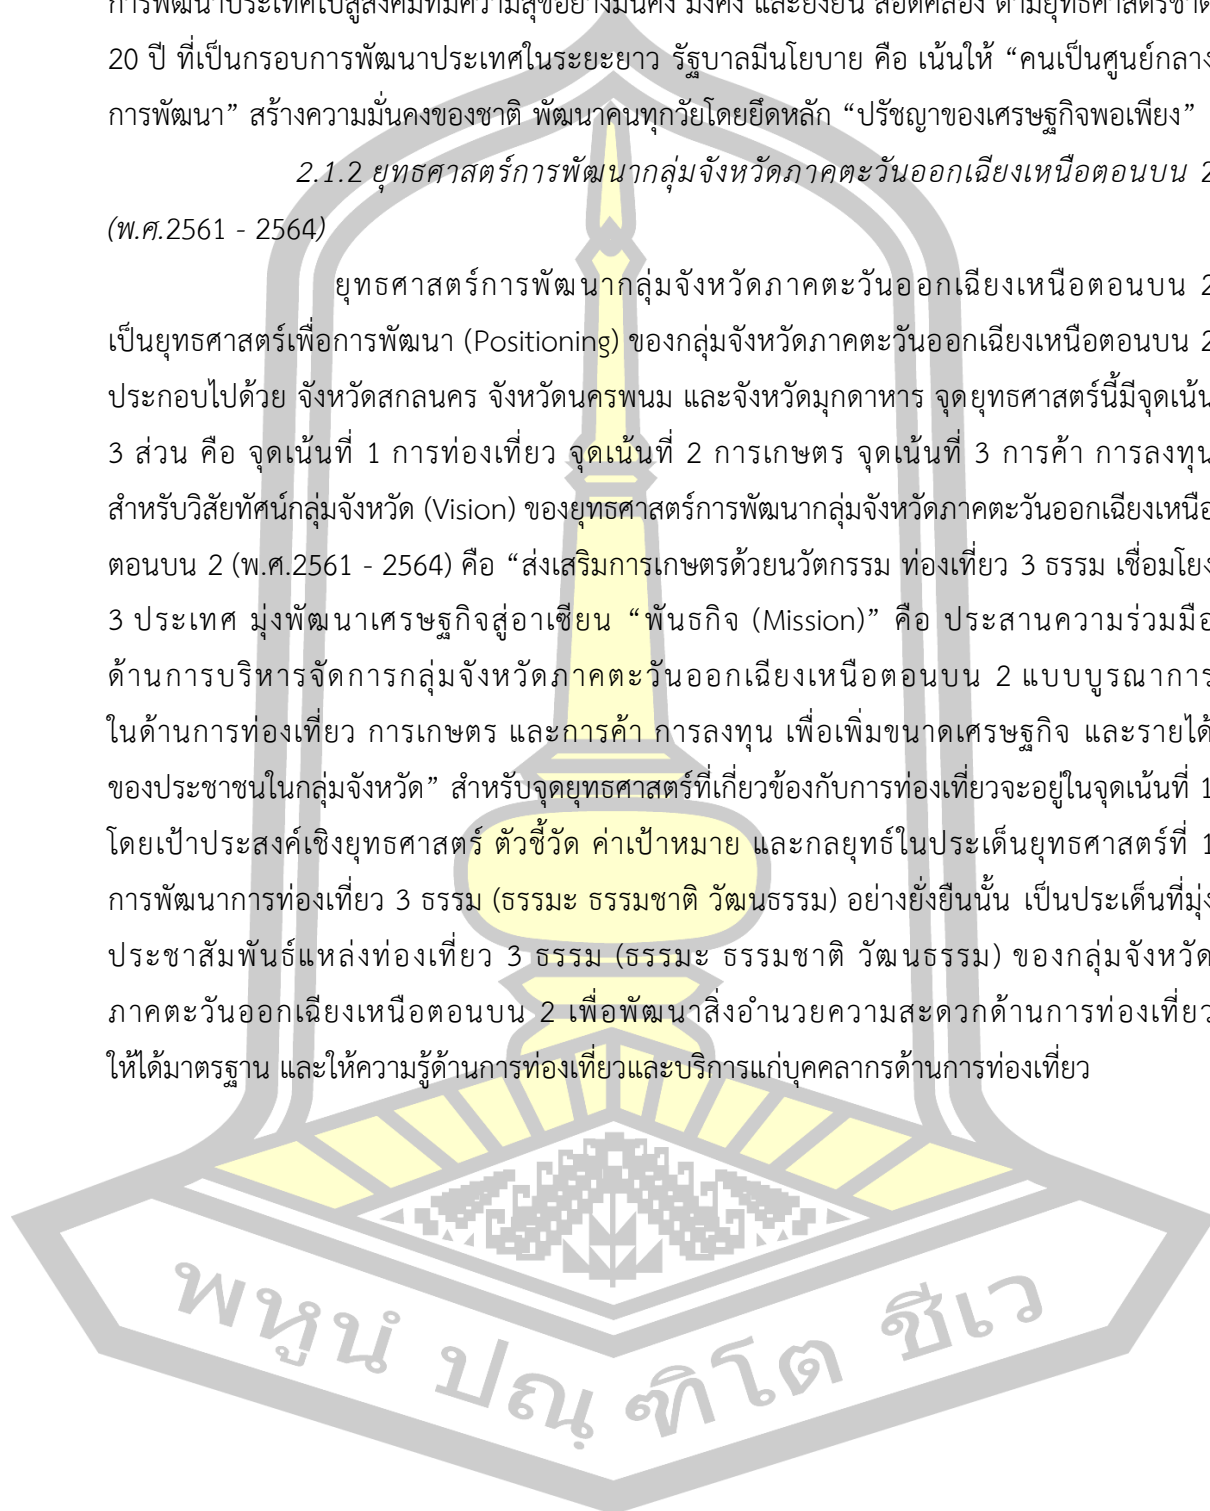 การพัฒนาประเทศไปสู่สังคมที่มีความสุขอย่างมั่นคง มั่งคั่ง และยั่งยืน สอดคล้อง ตามยุทธศาสตร์ชาติ
20 ปี ที่เป็นกรอบการพัฒนาประเทศในระยะยาว รัฐบาลมีนโยบาย คือ เน้นให้ “คนเป็นศูนย์กลาง
การพัฒนา” สร้างความมั่นคงของชาติ พัฒนาคนทุกวัยโดยยึดหลัก “ปรัชญาของเศรษฐกิจพอเพียง”
2.1.2 ยุทธศาสตร์การพัฒนากลุ่มจังหวัดภาคตะวันออกเฉียงเหนือตอนบน 2
(พ.ศ.2561 - 2564)
ยุทธศาสตร์การพัฒนากลุ่มจังหวัดภาคตะวันออกเฉียงเหนือตอนบน 2
เป็นยุทธศาสตร์เพื่อการพัฒนา (Positioning) ของกลุ่มจังหวัดภาคตะวันออกเฉียงเหนือตอนบน 2
ประกอบไปด้วย จังหวัดสกลนคร จังหวัดนครพนม และจังหวัดมุกดาหาร จุดยุทธศาสตร์นี้มีจุดเน้น
3 ส่วน คือ จุดเน้นที่ 1 การท่องเที่ยว จุดเน้นที่ 2 การเกษตร จุดเน้นที่ 3 การค้า การลงทุน
สำหรับวิสัยทัศน์กลุ่มจังหวัด (Vision) ของยุทธศาสตร์การพัฒนากลุ่มจังหวัดภาคตะวันออกเฉียงเหนือ
ตอนบน 2 (พ.ศ.2561 - 2564) คือ “ส่งเสริมการเกษตรด้วยนวัตกรรม ท่องเที่ยว 3 ธรรม เชื่อมโยง
3 ประเทศ มุ่งพัฒนาเศรษฐกิจสู่อาเซียน “พันธกิจ (Mission)” คือ ประสานความร่วมมือ
ด้านการบริหารจัดการกลุ่มจังหวัดภาคตะวันออกเฉียงเหนือตอนบน 2 แบบบูรณาการ
ในด้านการท่องเที่ยว การเกษตร และการค้า การลงทุน เพื่อเพิ่มขนาดเศรษฐกิจ และรายได้
ของประชาชนในกลุ่มจังหวัด” สำหรับจุดยุทธศาสตร์ที่เกี่ยวข้องกับการท่องเที่ยวจะอยู่ในจุดเน้นที่ 1
โดยเป้าประสงค์เชิงยุทธศาสตร์ ตัวชี้วัด ค่าเป้าหมาย และกลยุทธ์ในประเด็นยุทธศาสตร์ที่ 1
การพัฒนาการท่องเที่ยว 3 ธรรม (ธรรมะ ธรรมชาติ วัฒนธรรม) อย่างยั่งยืนนั้น เป็นประเด็นที่มุ่ง
ประชาสัมพันธ์แหล่งท่องเที่ยว 3 ธรรม (ธรรมะ ธรรมชาติ วัฒนธรรม) ของกลุ่มจังหวัด
ภาคตะวันออกเฉียงเหนือตอนบน 2 เพื่อพัฒนาสิ่งอำนวยความสะดวกด้านการท่องเที่ยว
ให้ได้มาตรฐาน และให้ความรู้ด้านการท่องเที่ยวและบริการแก่บุคคลากรด้านการท่องเที่ยว
พหูนํ ปณฺฑิโต ชีเว